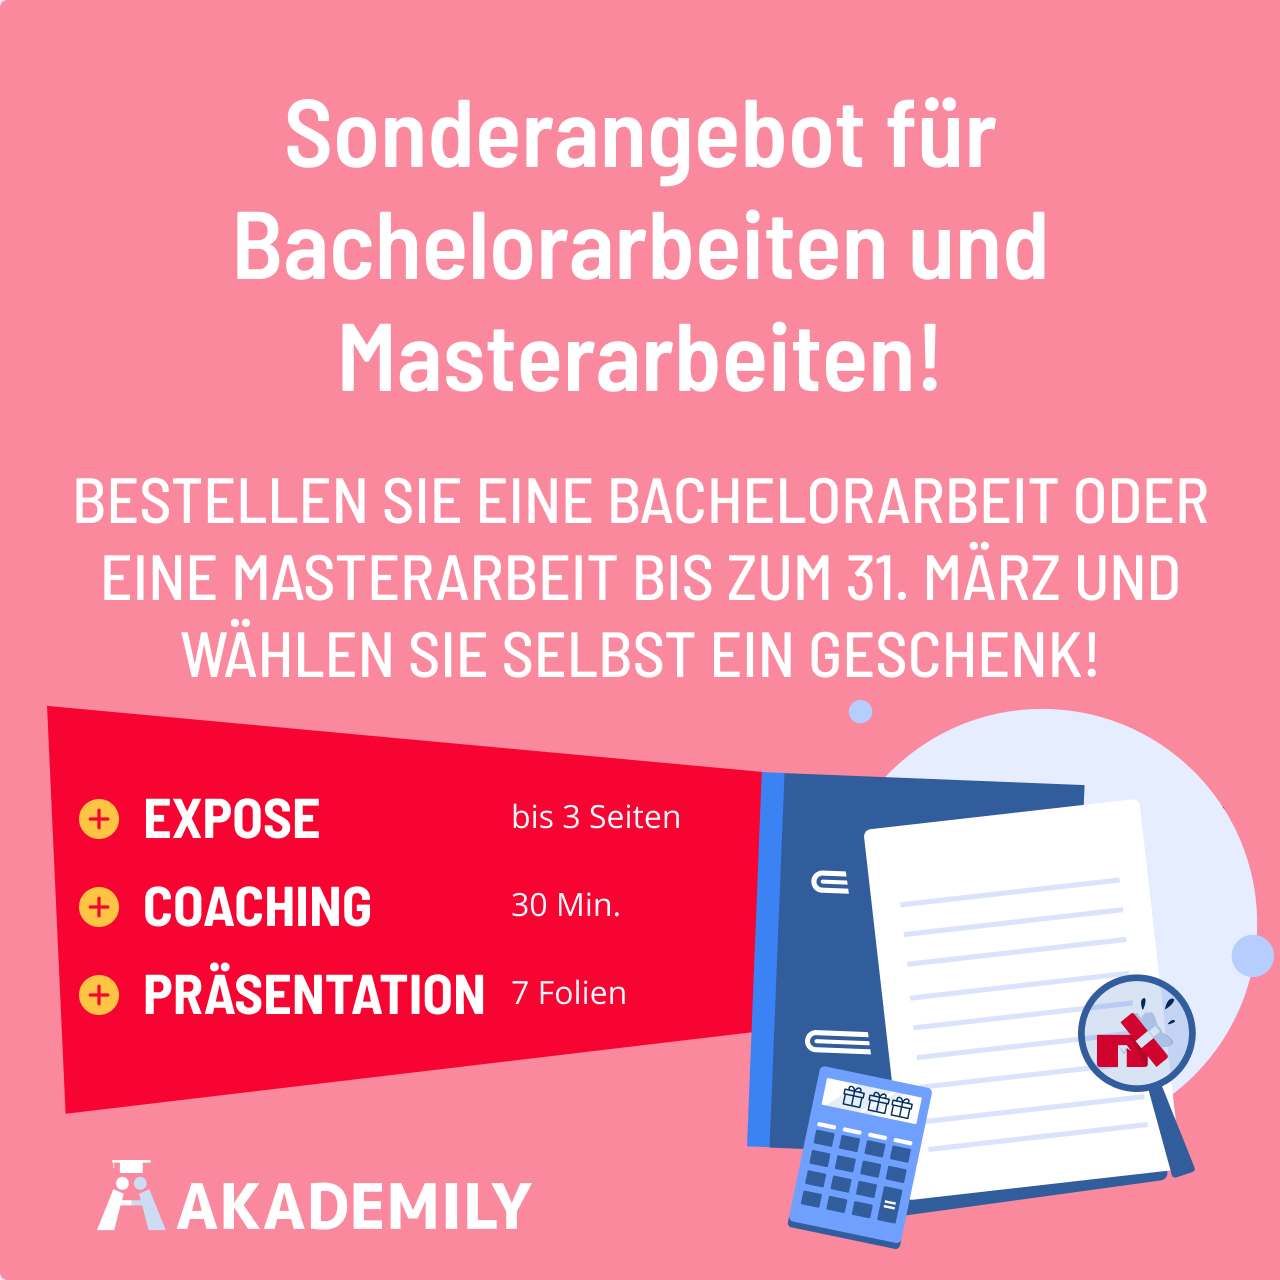 Sonderangebot für
Bachelorarbeiten und
Masterarbeiten!
BESTELLEN SIE EINE BACHELORARBEIT ODER
EINE MASTERARBEIT BIS ZUM 31. MÄRZ UND
WÄHLEN SIE SELBST EIN GESCHENK!
EXPOSE bis 3 Seiten
COACHING 30 Min.
PRÄSENTATION 7 Folien
AKADEMILY